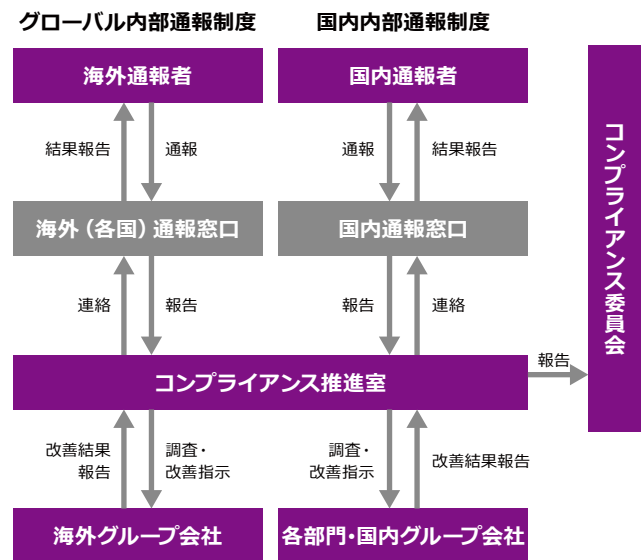 グローバル内部通報制度
国内内部通報制度
海外通報者
国内通報者
結果報告
通報
通報
結果報告
海外（各国）通報窓口
国内通報窓口
連絡
報告
報告
連絡
コンプライアンス推進室
報告
コンプライアンス委員会
改善結果
報告
調査・
改善指示
調査・
改善指示
改善結果報告
海外グループ会社
各部門・国内グループ会社